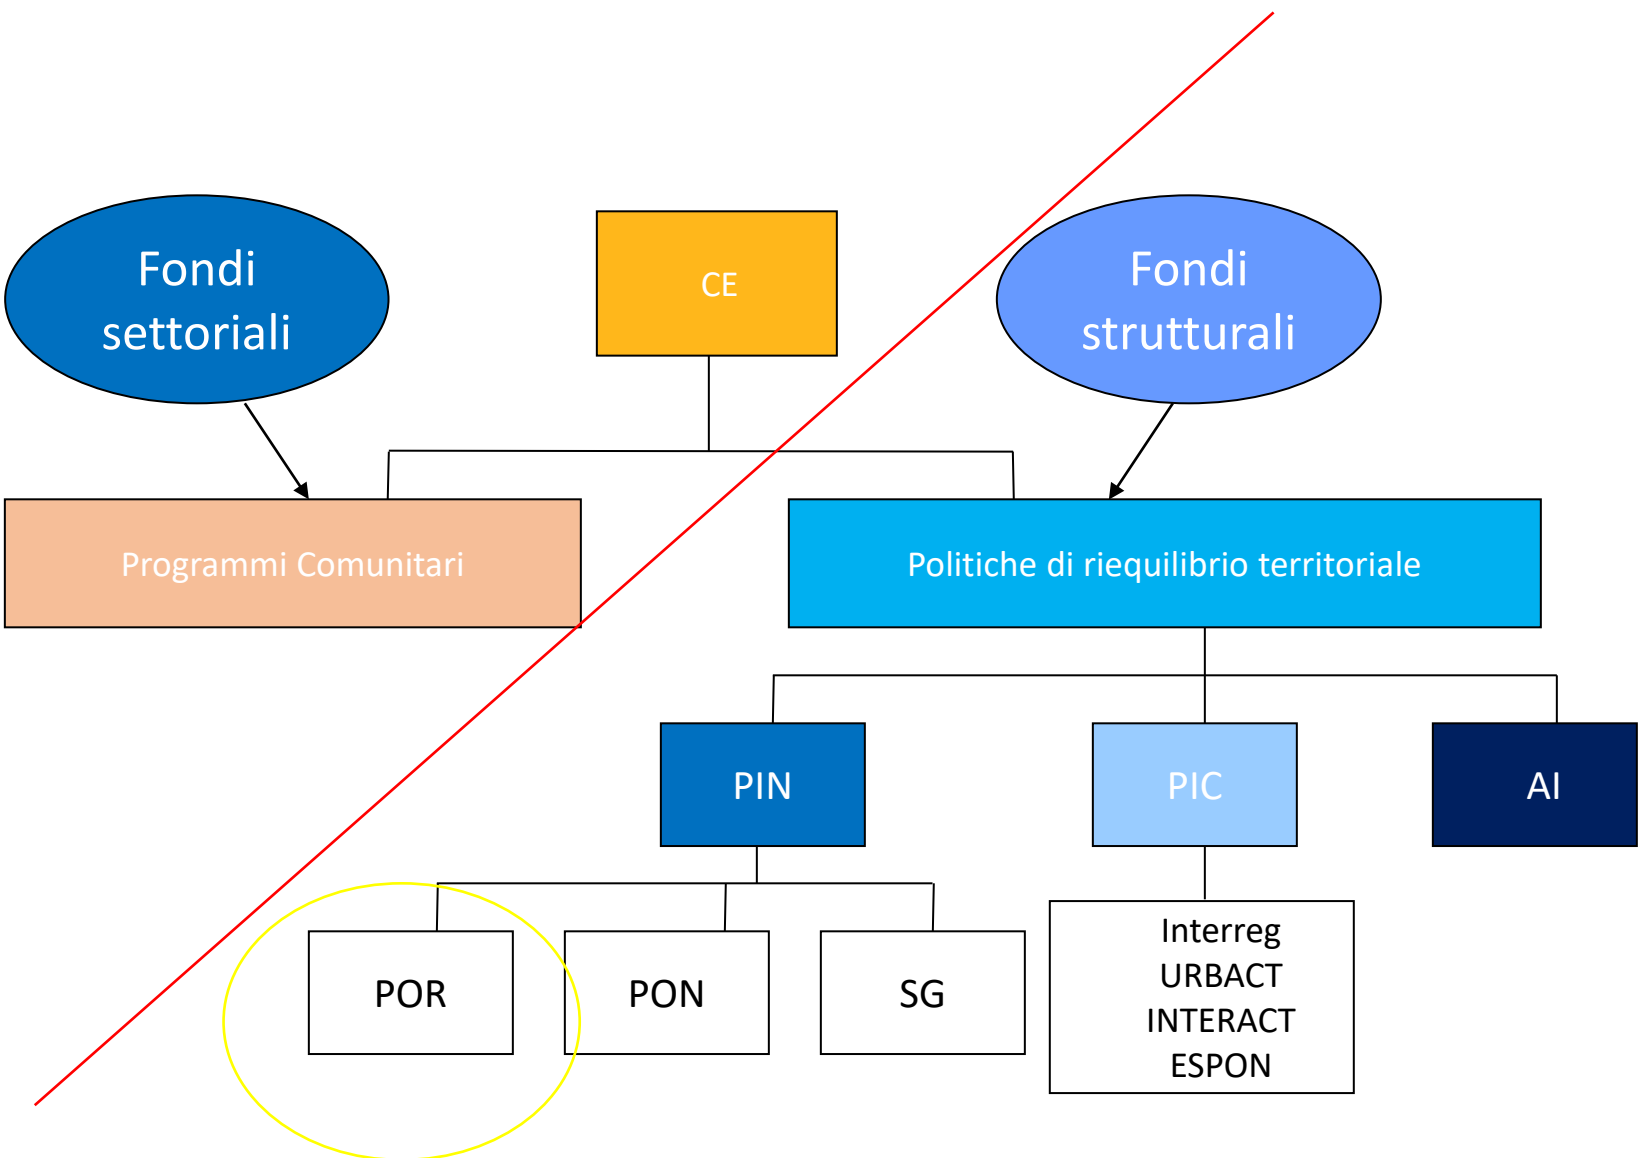 Fondi
settoriali
CE
Fondi
strutturali
Programmi Comunitari
Politiche di riequilibrio territoriale
PIN
PIC
AI
POR
PON
SG
Interreg
URBACT
INTERACT
ESPON